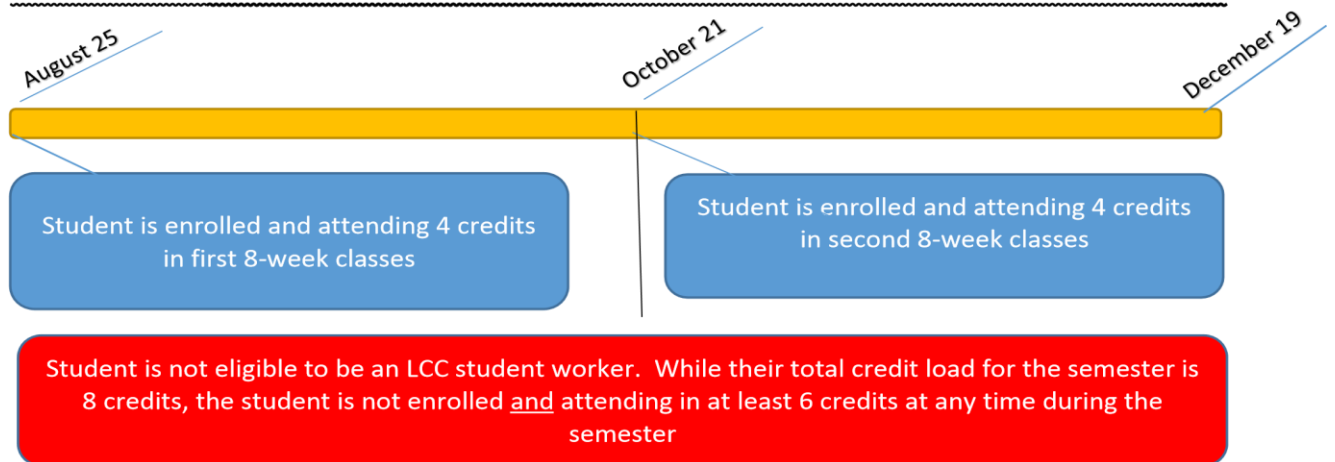 August 25
October 21
December 19
Student is enrolled and attending 4 credits
in first 8-week classes
Student is enrolled and attending 4 credits
in second 8-week classes
Student is not eligible to be an LCC student worker.  While their total credit load for the semester is
8 credits, the student is not enrolled and attending in at least 6 credits at any time during the
semester